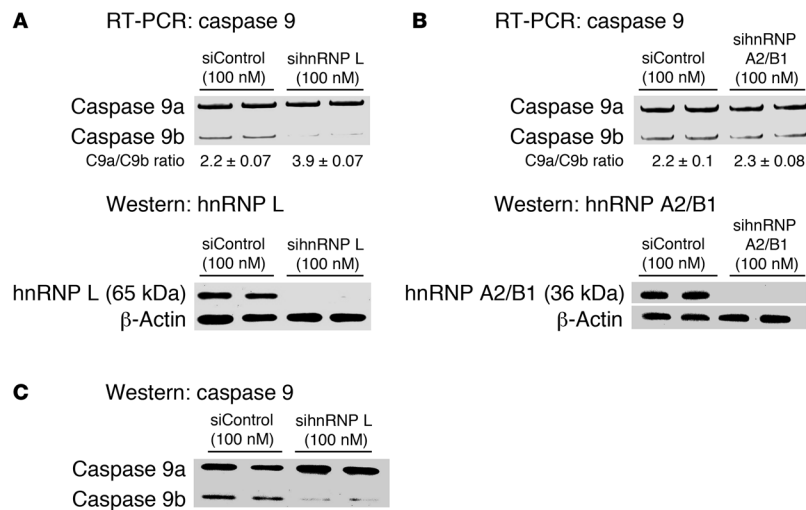 A
RT-PCR: caspase 9
siControl
(100 nM)
sihnRNP L
(100 nM)
Caspase 9a
Caspase 9b
C9a/C9b ratio
2.2 ± 0.07
3.9 ± 0.07
Western: hnRNP L
siControl
(100 nM)
sihnRNP L
(100 nM)
hnRNP L (65 kDa)
β-Actin
B
RT-PCR: caspase 9
siControl
(100 nM)
sihnRNP
A2/B1
(100 nM)
Caspase 9a
Caspase 9b
C9a/C9b ratio
2.2 ± 0.1
2.3 ± 0.08
Western: hnRNP A2/B1
siControl
(100 nM)
sihnRNP
A2/B1
(100 nM)
hnRNP A2/B1 (36 kDa)
β-Actin
C
Western: caspase 9
siControl
(100 nM)
sihnRNP L
(100 nM)
Caspase 9a
Caspase 9b